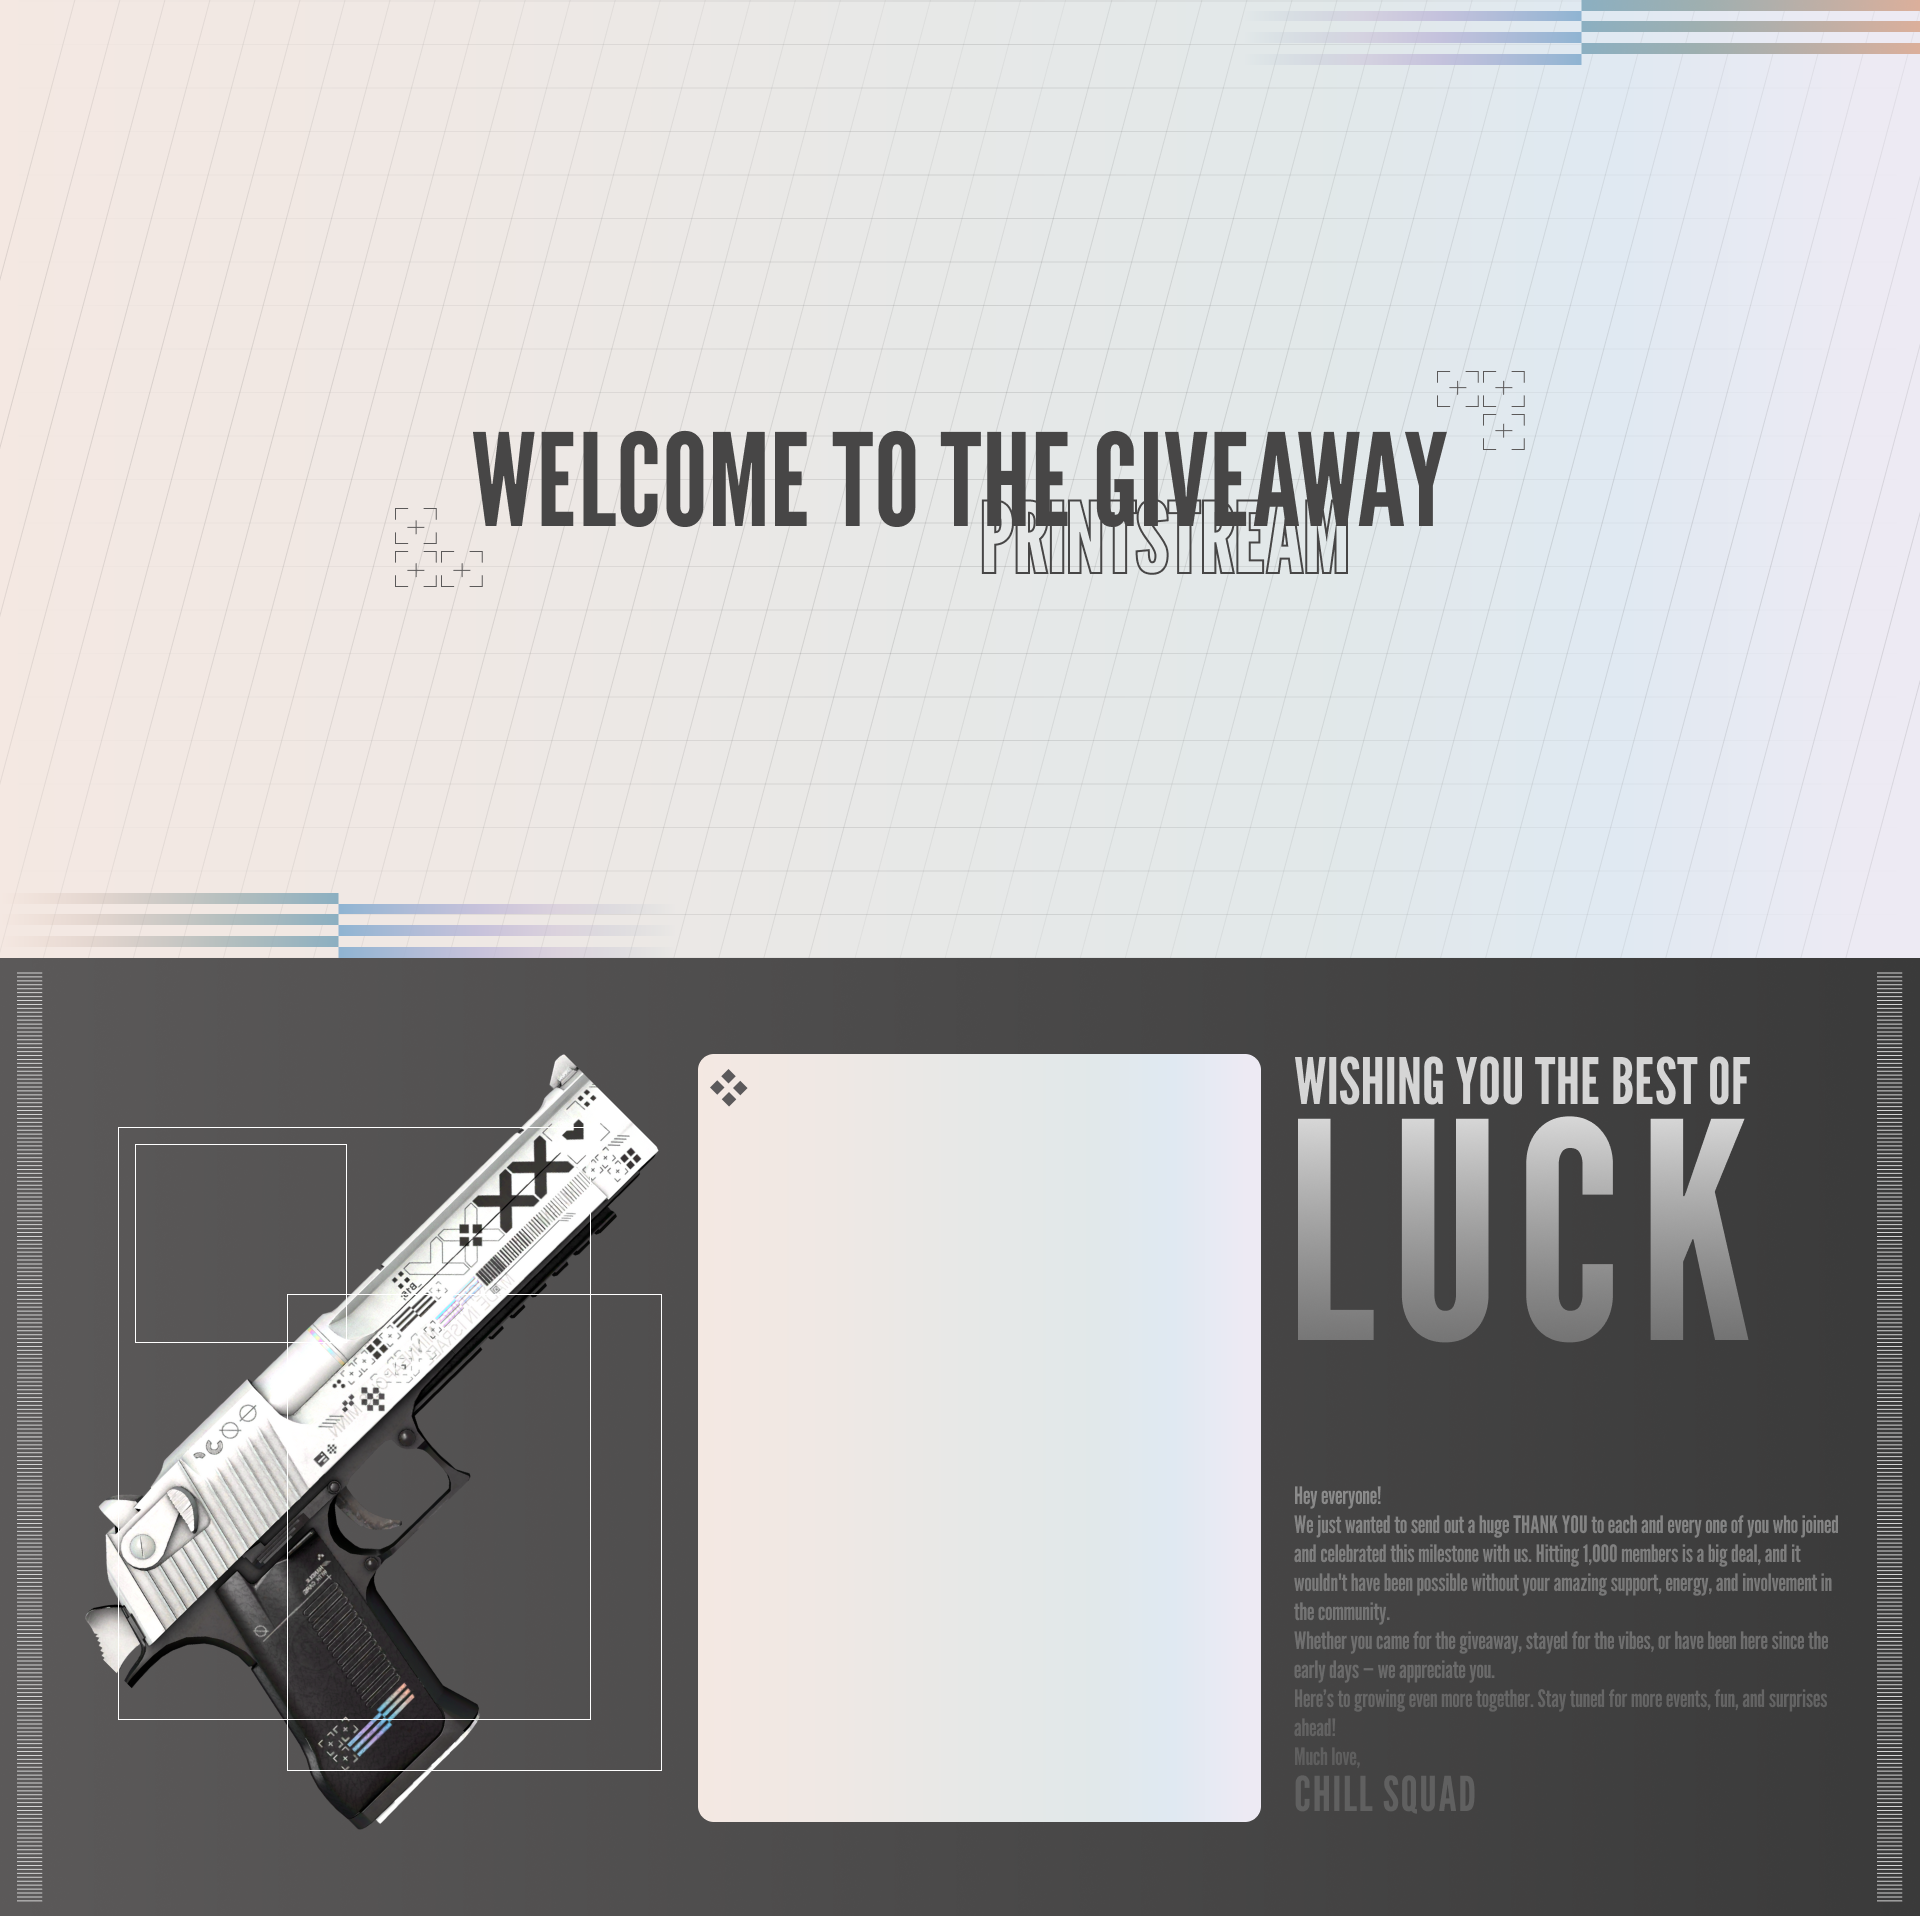 WELCOME TO THE GIVEAWAY
PRINTSTREAM
WISHING YOU THE BEST OF
LUCK
Hey everyone!
We just wanted to send out a huge THANK YOU to each and every one of you who joined
and celebrated this milestone with us. Hitting 1,000 members is a big deal, and it
wouldn't have been possible without your amazing support, energy, and involvement in
the community.
Whether you came for the giveaway, stayed for the vibes, or have been here since the
early days – we appreciate you.
Here's to growing even more together. Stay tuned for more events, fun, and surprises
ahead!
Much love,
CHILL SQUAD